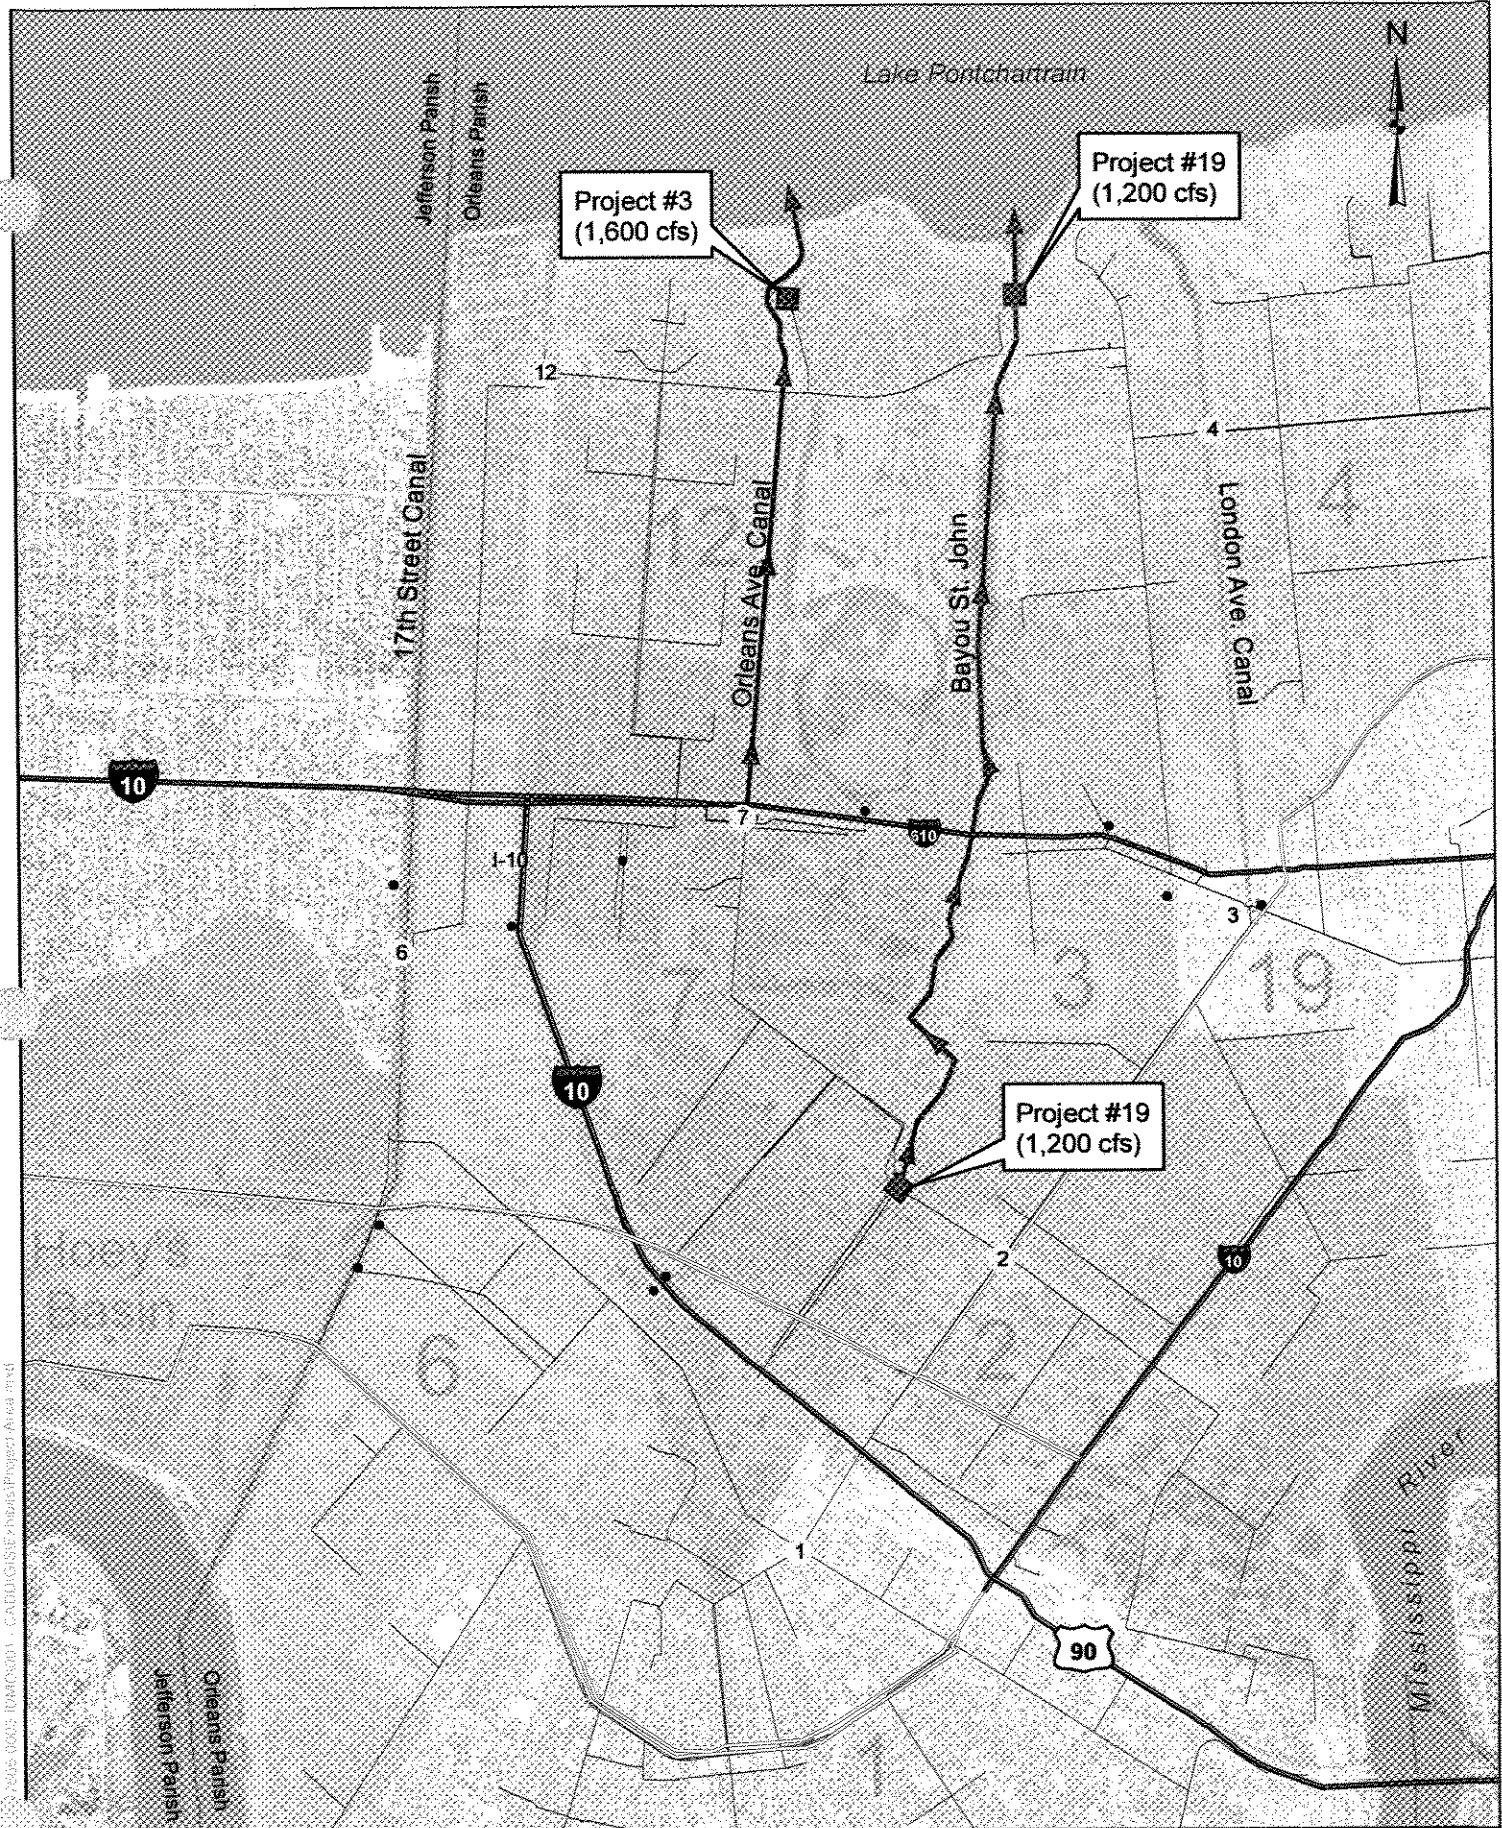 N
Lake Pontchartrain
Jefferson Parish
Orleans Parish
Project #19
(1,200 cfs)
Project #3
(1,600 cfs)
12
4
17th Street Canal
Orleans Ave. Canal
Bayou St. John
London Ave. Canal
4
12
10
7
610
I-10
3
6
3
19
7
10
Project #19
(1,200 cfs)
Hoey's
Basin
2
10
6
2
Mississippi River
1
90
Jefferson Parish
Orleans Parish
1